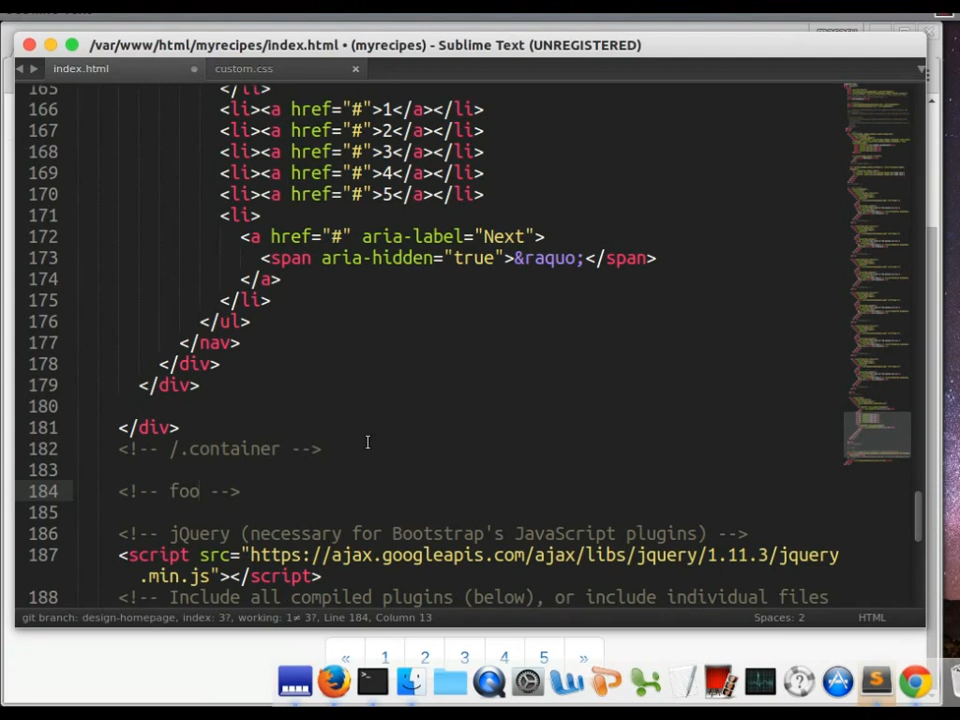 /var/www/html/myrecipes/index.html • (myrecipes) - Sublime Text (UNREGISTERED)
index.html custom.css ×
165 </li>
166 <li><a href="#">1</a></li>
167 <li><a href="#">2</a></li>
168 <li><a href="#">3</a></li>
169 <li><a href="#">4</a></li>
170 <li><a href="#">5</a></li>
171 <li>
172 <a href="#" aria-label="Next">
173 <span aria-hidden="true">&raquo;</span>
174 </a>
175 </li>
176 </ul>
177 </nav>
178 </div>
179 </div>
180
181 </div>
182 <!-- /.container -->
183
184 <!-- foo -->
185
186 <!-- jQuery (necessary for Bootstrap's JavaScript plugins) -->
187 <script src="https://ajax.googleapis.com/ajax/libs/jquery/1.11.3/jquery
.min.js"></script>
188 <!-- Include all compiled plugins (below), or include individual files
git branch: design-homepage, index: 3?, working: 1≠ 3?, Line 184, Column 13 Spaces: 2 HTML
« 1 2 3 4 5 »